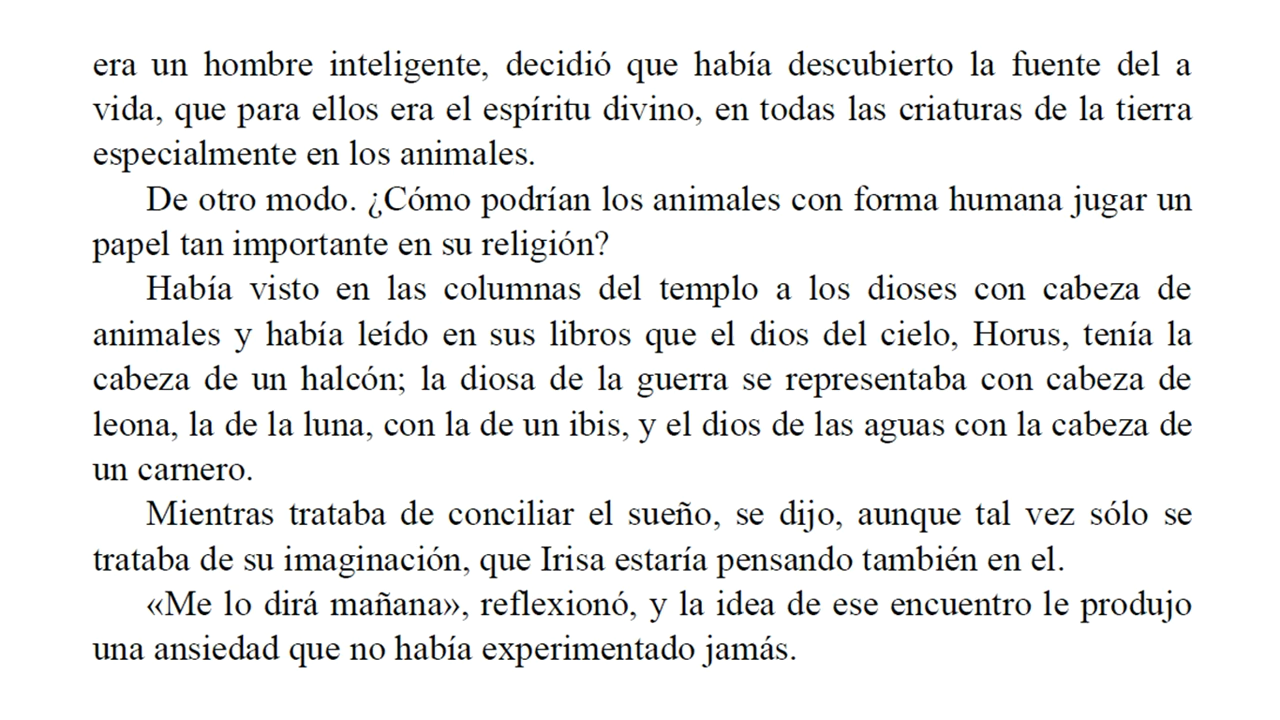 era un hombre inteligente, decidió que había descubierto la fuente del a
vida, que para ellos era el espíritu divino, en todas las criaturas de la tierra
especialmente en los animales.
De otro modo. ¿Cómo podrían los animales con forma humana jugar un
papel tan importante en su religión?
Había visto en las columnas del templo a los dioses con cabeza de
animales y había leído en sus libros que el dios del cielo, Horus, tenía la
cabeza de un halcón; la diosa de la guerra se representaba con cabeza de
leona, la de la luna, con la de un ibis, y el dios de las aguas con la cabeza de
un carnero.
Mientras trataba de conciliar el sueño, se dijo, aunque tal vez sólo se
trataba de su imaginación, que Irisa estaría pensando también en el.
«Me lo dirá mañana», reflexionó, y la idea de ese encuentro le produjo
una ansiedad que no había experimentado jamás.